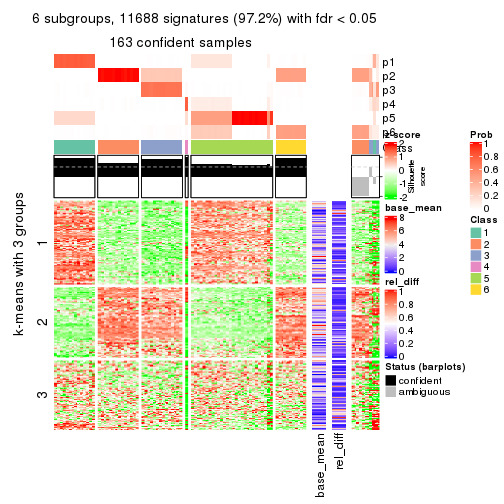 6 subgroups, 11688 signatures (97.2%) with fdr < 0.05
163 confident samples
p1
p2
p3
p4
p5
p6
Class
Silhouette
score
k-means with 3 groups
1
2
3
base_mean
rel_diff
z-score
2
1
0
-1
-2
base_mean
8
6
4
2
0
rel_diff
1
0.8
0.6
0.4
0.2
0
Status (barplots)
confident
ambiguous
Prob
1
0.8
0.6
0.4
0.2
0
Class
1
2
3
4
5
6